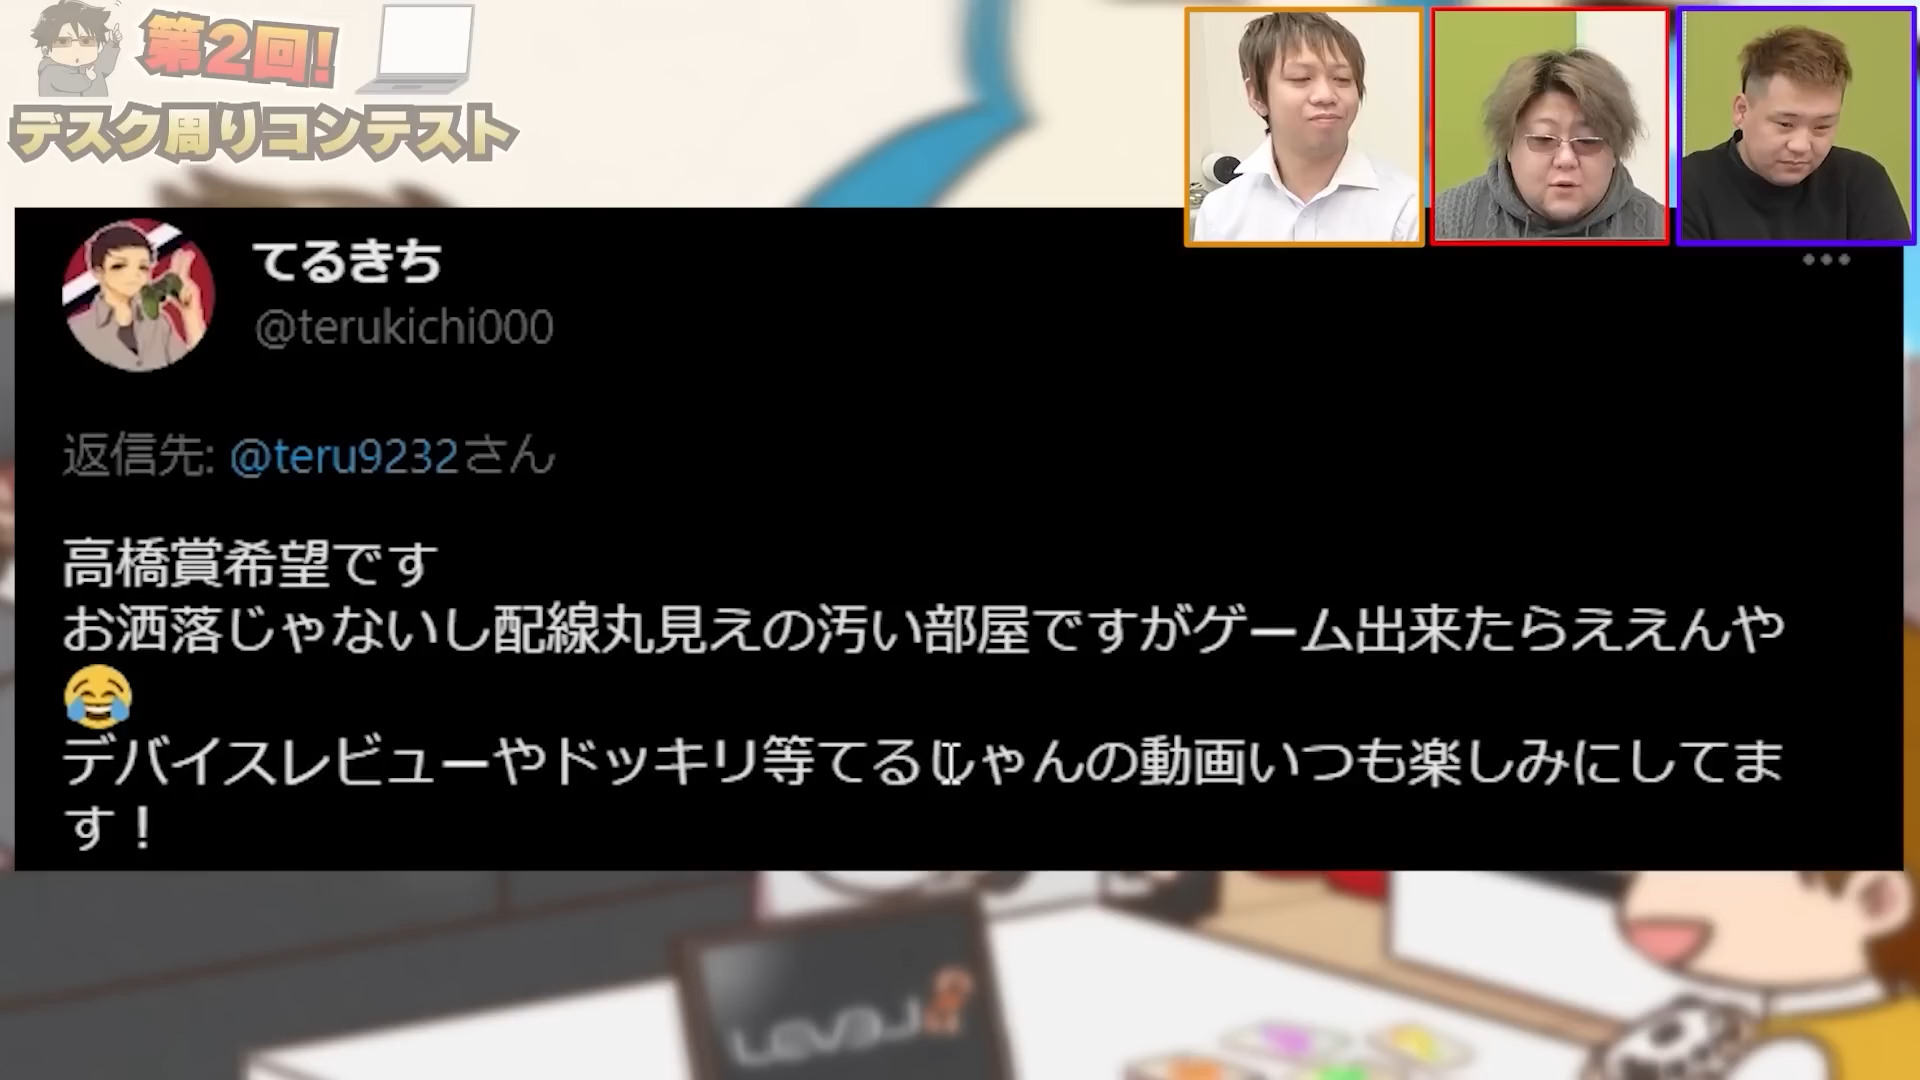 第2回!
デスク周りコンテスト
てるきち
@terukichi000
返信先: @teru9232さん
高橋賞希望です
お洒落じゃないし配線丸見えの汚い部屋ですがゲーム出来たらええんや
😂
デバイスレビューやドッキリ等てるしゃんの動画いつも楽しみにしてま
す!